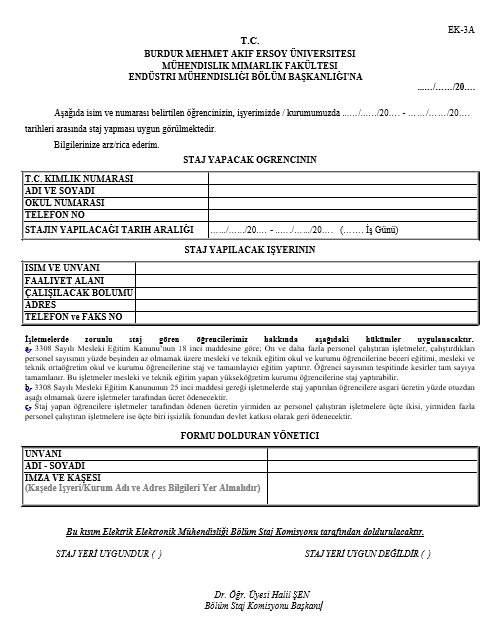 EK-3A
T.C.
BURDUR MEHMET AKIF ERSOY ÜNIVERSITESI
MÜHENDISLIK MIMARLIK FAKÜLTESI
ENDÜSTRI MÜHENDISLIĞI BÖLÜM BAŞKANLIĞI'NA
....../....../20....
Aşağıda isim ve numarası belirtilen öğrencinizin, işyerimizde / kurumumuzda ....../....../20.... - ....../....../20....
tarihleri arasında staj yapması uygun görülmektedir.
Bilgilerinize arz/rica ederim.
STAJ YAPACAK OGRENCININ
T.C. KIMLIK NUMARASI
ADI VE SOYADI
OKUL NUMARASI
TELEFON NO
STAJIN YAPILACAĞI TARIH ARALIĞI ....../....../20.... - ....../....../20.... (....... İş Günü)
STAJ YAPILACAK IŞYERININ
ISIM VE UNVANI
FAALIYET ALANI
ÇALIŞILACAK BOLUMU
ADRES
TELEFON ve FAKS NO
İşletmelerde zorunlu staj gören öğrencilerimiz hakkında aşağıdaki hükümler uygulanacaktır.
3308 Sayılı Mesleki Eğitim Kanunu'nun 18 inci maddesine göre; On ve daha fazla personel çalıştıran işletmeler, çalıştırdıkları
personel sayısının yüzde beşinden az olmamak üzere mesleki ve teknik eğitim okul ve kurumu öğrencilerine beceri eğitimi, mesleki ve
teknik ortaöğretim okul ve kurumu öğrencilerine staj ve tamamlayıcı eğitim yaptırır. Öğrenci sayısının tespitinde kesirler tam sayıya
tamamlanır. Bu işletmeler mesleki ve teknik eğitim yapan yükseköğretim kurumu öğrencilerine staj yaptırabilir.
3308 Sayılı Mesleki Eğitim Kanununun 25 inci maddesi gereği işletmelerde staj yaptırılan öğrencilere asgari ücretin yüzde otuzdan
aşağı olmamak üzere işletmeler tarafından ücret ödenecektir.
Staj yapan öğrencilere işletmeler tarafından ödenen ücretin yirmiden az personel çalıştıran işletmelere üçte ikisi, yirmiden fazla
personel çalıştıran işletmelere ise üçte biri işsizlik fonundan devlet katkısı olarak geri ödenecektir.
FORMU DOLDURAN YÖNETICI
UNVANI
ADI - SOYADI
IMZA VE KAŞESI
(Kaşede Işyeri/Kurum Adı ve Adres Bilgileri Yer Almalıdır)
Bu kısım Elektrik Elektronik Mühendisliği Bölüm Staj Komisyonu tarafından doldurulacaktır.
STAJ YERİ UYGUNDUR ( ) STAJ YERİ UYGUN DEĞİLDİR ( )
Dr. Öğr. Üyesi Halil ŞEN
Bölüm Staj Komisyonu Başkanı